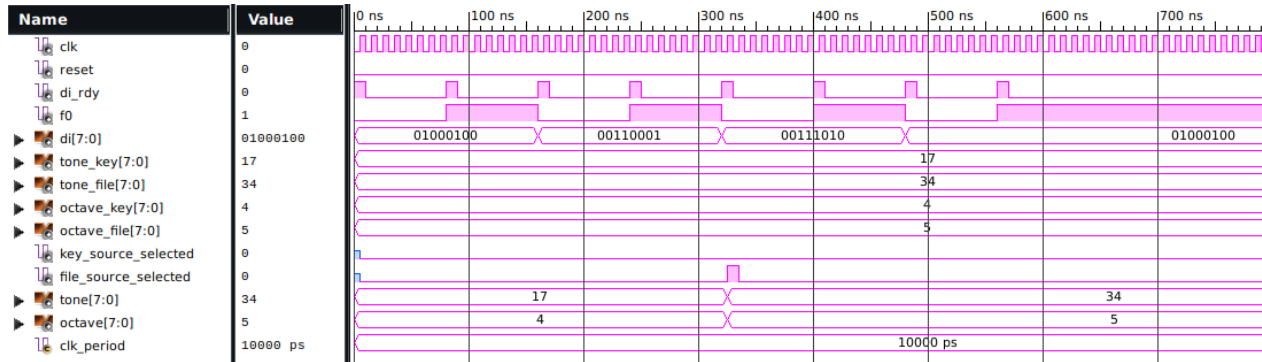 Name Value 0 ns 100 ns 200 ns 300 ns 400 ns 500 ns 600 ns 700 ns
clk 0
reset 0
di_rdy 0
f0 1
di[7:0] 01000100 01000100 00110001 00111010 01000100
tone_key[7:0] 17 17
tone_file[7:0] 34 34
octave_key[7:0] 4 4
octave_file[7:0] 5 5
key_source_selected 0
file_source_selected 0
tone[7:0] 34 17 34
octave[7:0] 5 4 5
clk_period 10000 ps 10000 ps